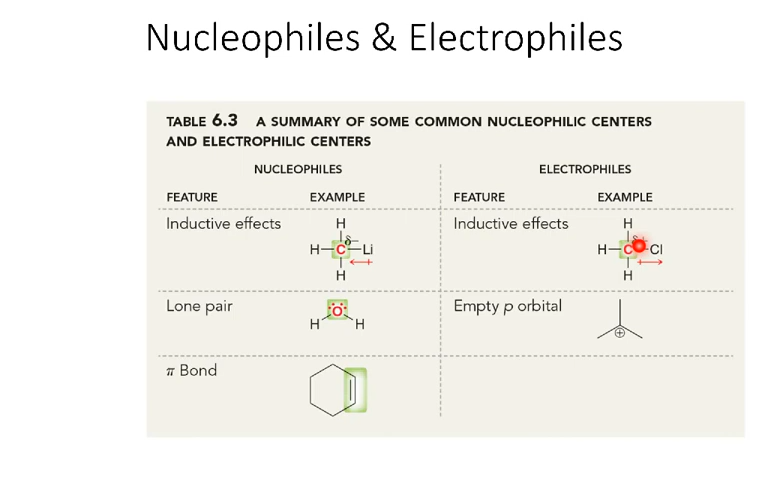 Nucleophiles & Electrophiles
TABLE 6.3 A SUMMARY OF SOME COMMON NUCLEOPHILIC CENTERS
AND ELECTROPHILIC CENTERS
NUCLEOPHILES
ELECTROPHILES
FEATURE EXAMPLE
FEATURE EXAMPLE
Inductive effects
H
H C δ− Li
H
Inductive effects
H
H C Cl
H
Lone pair
O
H H
Empty p orbital
⊕
π Bond